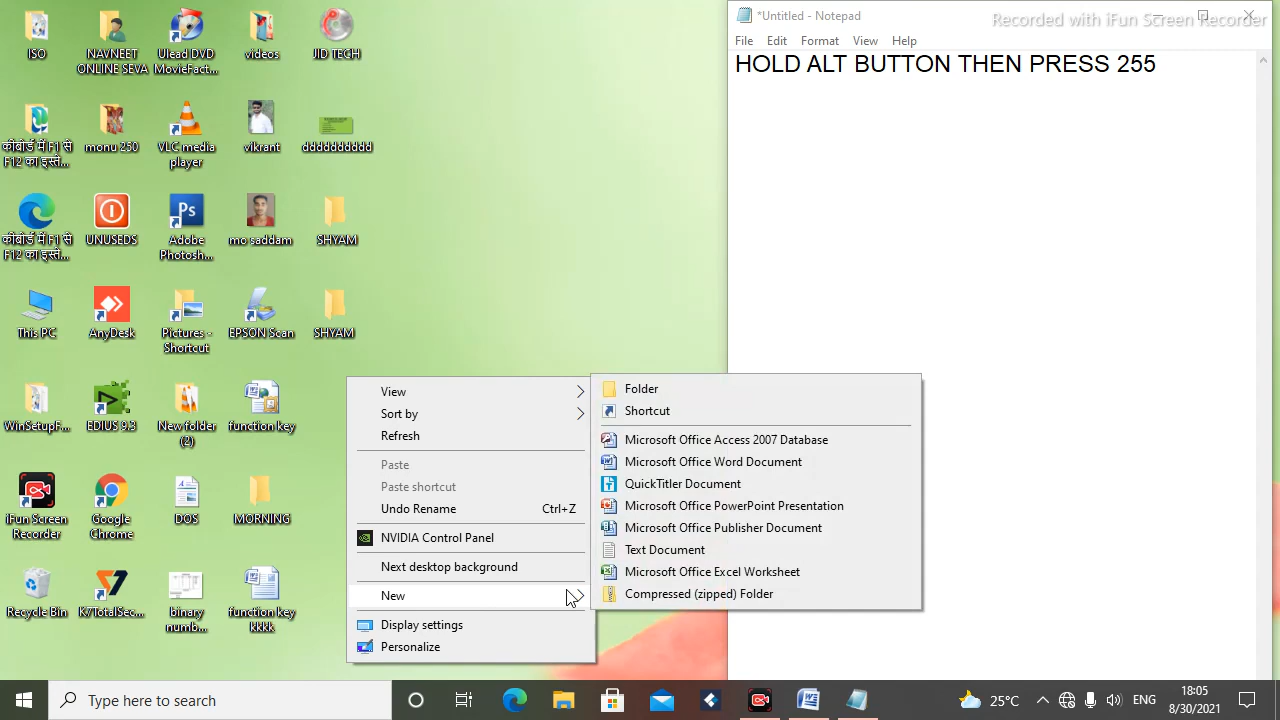 ISO
NAVNEET
ONLINE SEVA
Ulead DVD
MovieFact...
videos
JID TECH
कीबोर्ड में F1 से
F12 का इस्ते...
monu 250
VLC media
player
vikrant
dddddddddd
कीबोर्ड में F1 से
F12 का इस्ते...
UNUSEDS
Adobe
Photosh...
mo saddam
SHYAM
This PC
AnyDesk
Pictures -
Shortcut
EPSON Scan
SHYAM
WinSetupF...
EDIUS 9.3
New folder
(2)
function key
iFun Screen
Recorder
Google
Chrome
DOS
MORNING
Recycle Bin
K7TotalSec...
binary
numb...
function key
kkkk
View
Sort by
Refresh
Paste
Paste shortcut
Undo Rename Ctrl+Z
NVIDIA Control Panel
Next desktop background
New
Display settings
Personalize
Folder
Shortcut
Microsoft Office Access 2007 Database
Microsoft Office Word Document
QuickTitler Document
Microsoft Office PowerPoint Presentation
Microsoft Office Publisher Document
Text Document
Microsoft Office Excel Worksheet
Compressed (zipped) Folder
*Untitled - Notepad
Recorded with iFun Screen Recorder
File Edit Format View Help
HOLD ALT BUTTON THEN PRESS 255
Type here to search
25°C
ENG
18:05
8/30/2021